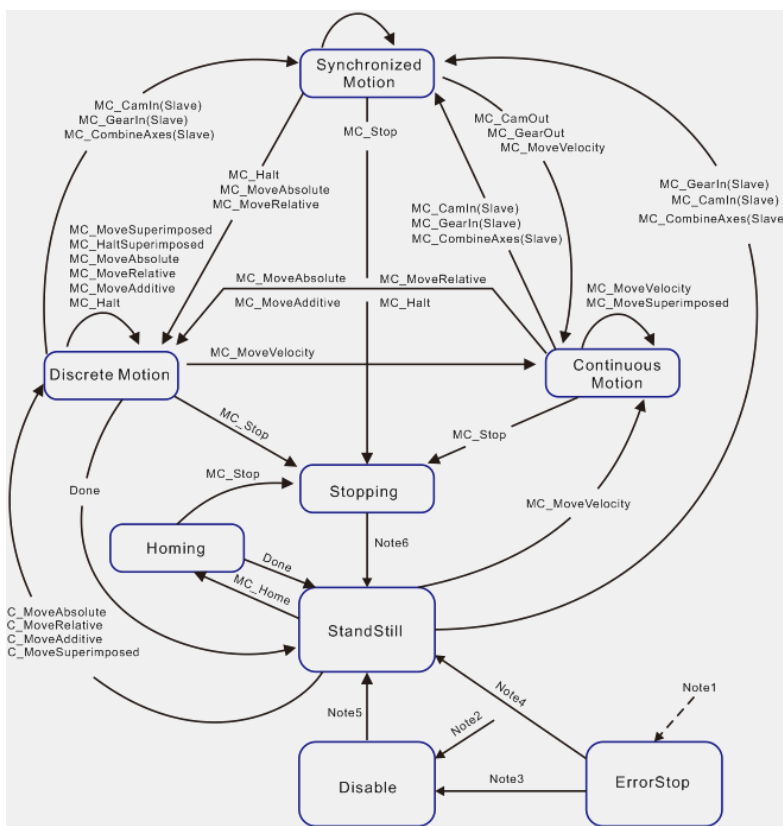 Synchronized
Motion
MC_CamIn(Slave)
MC_GearIn(Slave)
MC_CombineAxes(Slave)
MC_Stop
MC_CamOut
MC_GearOut
MC_MoveVelocity
MC_Halt
MC_MoveAbsolute
MC_MoveRelative
MC_GearIn(Slave)
MC_CamIn(Slave)
MC_CombineAxes(Slave
MC_CamIn(Slave)
MC_GearIn(Slave)
MC_CombineAxes(Slave)
MC_MoveSuperimposed
MC_HaltSuperimposed
MC_MoveAbsolute
MC_MoveRelative
MC_MoveAdditive
MC_Halt
MC_MoveAbsolute
MC_MoveRelative
MC_MoveAdditive
MC_Halt
MC_MoveVelocity
MC_MoveSuperimposed
Discrete Motion
MC_MoveVelocity
Continuous
Motion
MC_Stop
MC_Stop
MC_Stop
Done
Stopping
MC_MoveVelocity
Homing
Note6
Done
MC_Home
C_MoveAbsolute
C_MoveRelative
C_MoveAdditive
C_MoveSuperimposed
StandStill
Note5
Note2
Note4
Note1
Disable
Note3
ErrorStop